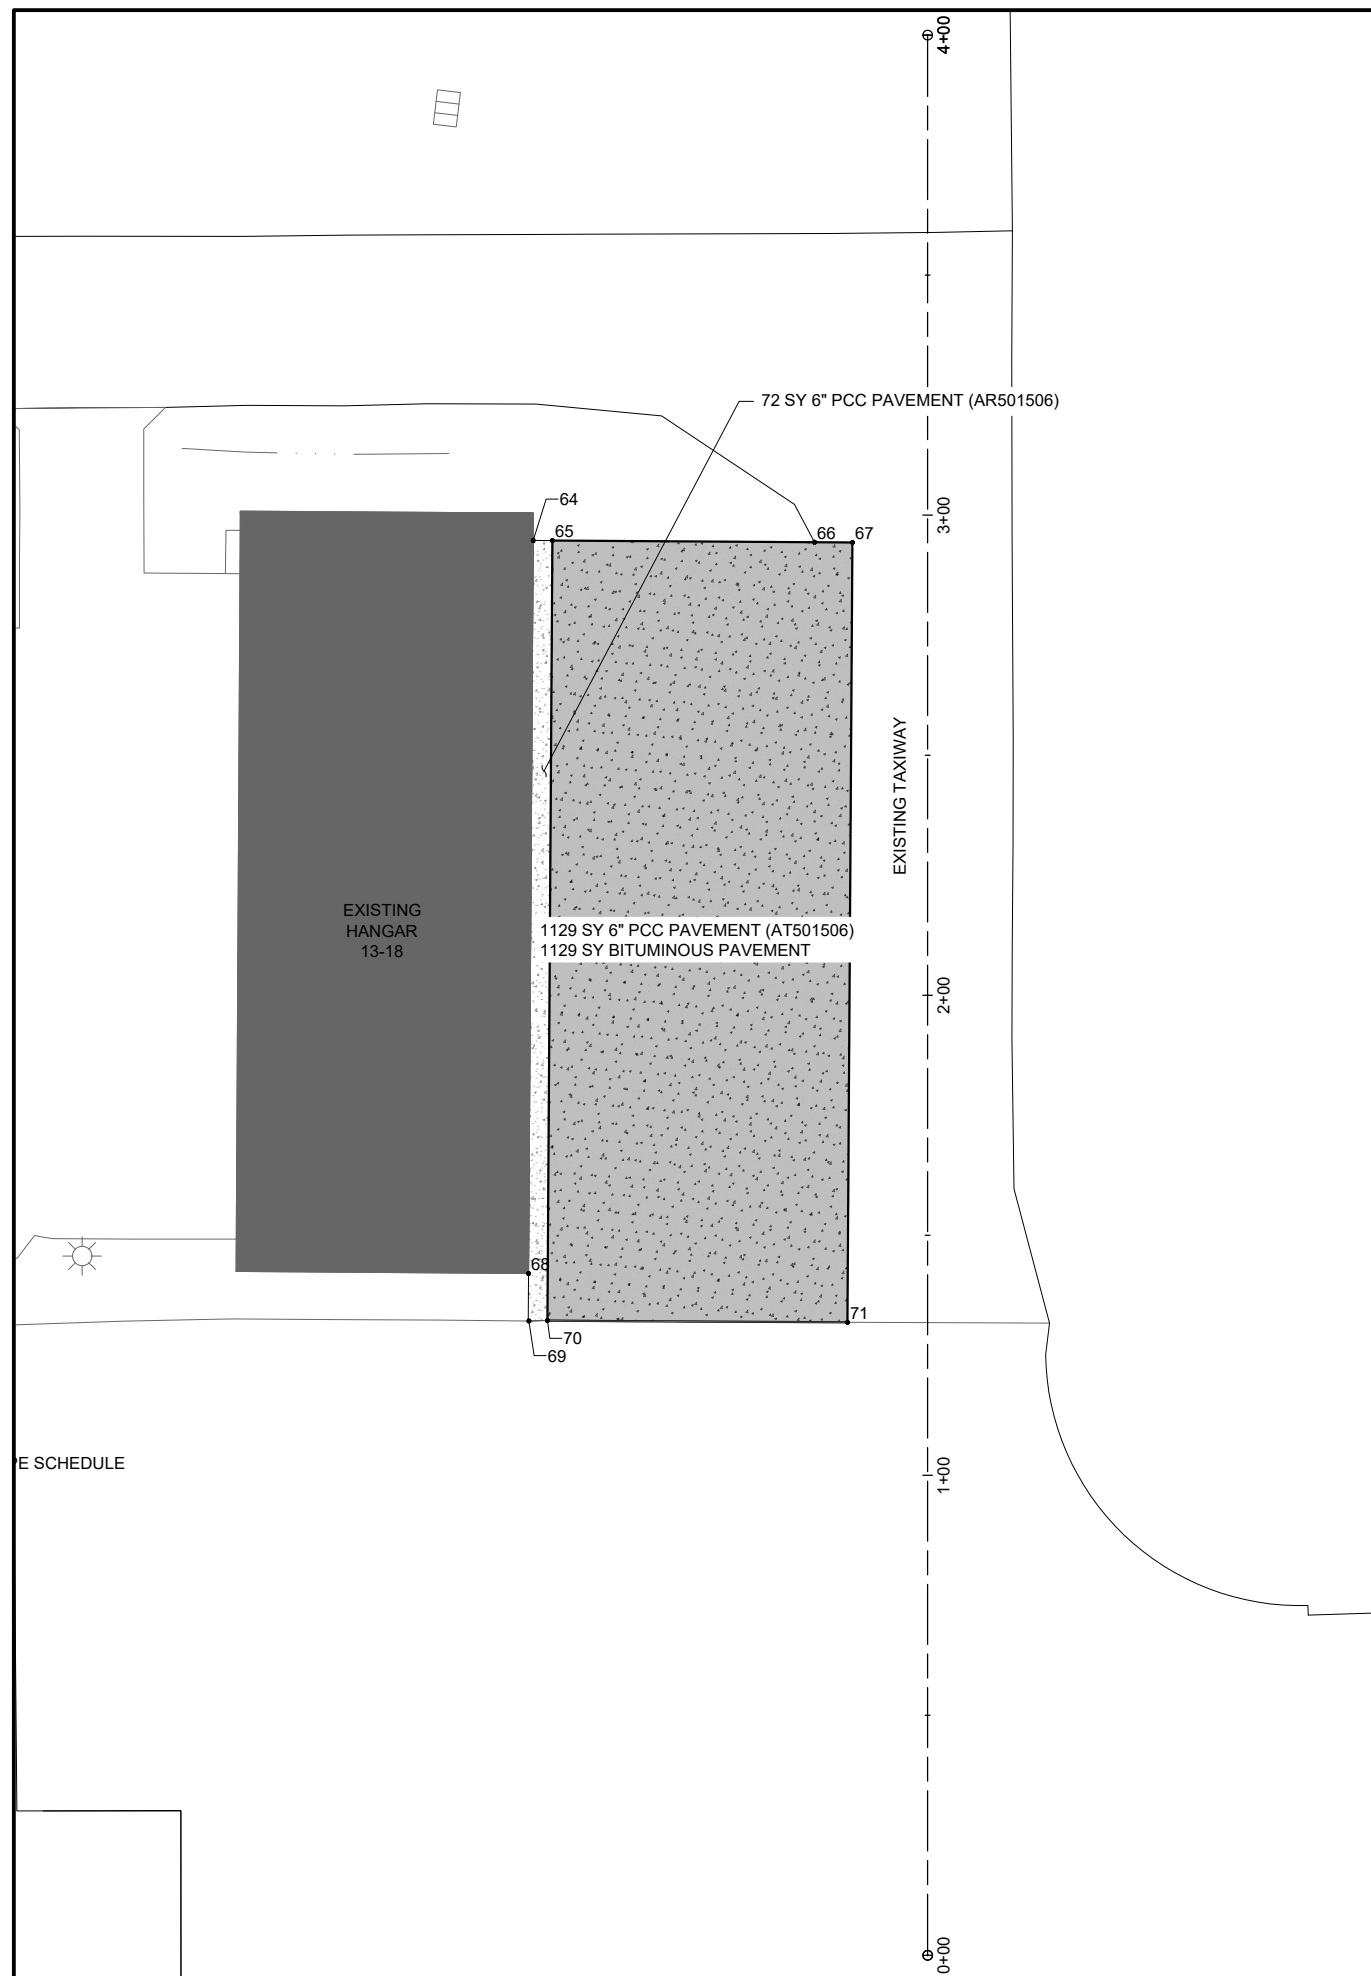 4+00
72 SY 6" PCC PAVEMENT (AR501506)
64
65
66
67
3+00
EXISTING TAXIWAY
EXISTING
HANGAR
13-18
1129 SY 6" PCC PAVEMENT (AT501506)
1129 SY BITUMINOUS PAVEMENT
2+00
68
71
70
69
SCHEDULE
1+00
0+00